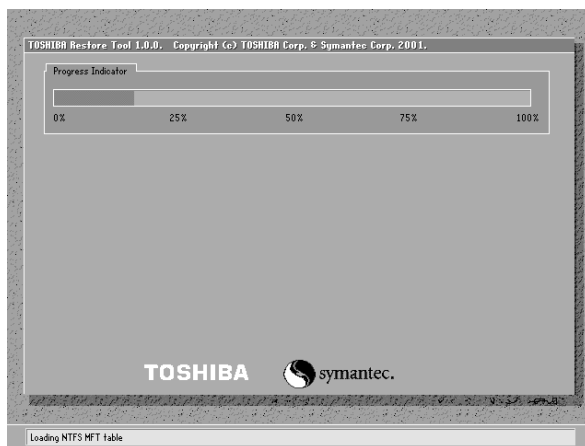 TOSHIBA Restore Tool 1.0.0. Copyright (c) TOSHIBA Corp. & Symantec Corp. 2001.
Progress Indicator
0% 25% 50% 75% 100%
TOSHIBA symantec.
Loading NTFS MFT table